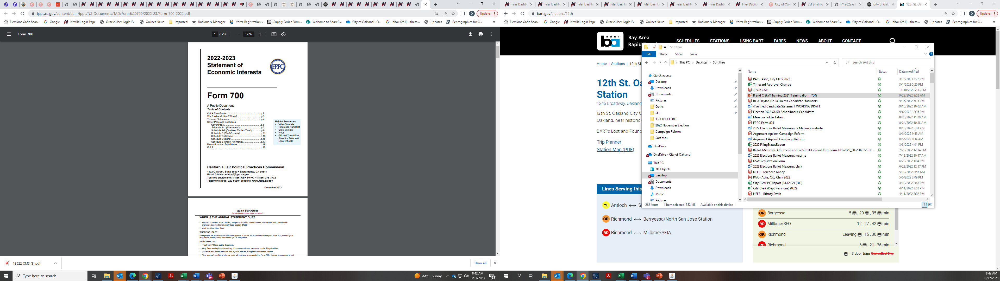 fppc.ca.gov/content/dam/fppc/NS-Documents/TAD/Form%20700/2022-23/Form_700_2022.pdf
Update
Elections Code Sear...
Google
Netfile Login Page
Oracle User Login P...
Oaknet News
Imported
Bookmark Manager
Voter Registration...
Supply Order Form...
Welcome to ShareP...
City of Oakland - O...
Inbox (244) - thesa...
Updates
Reprographics for C...
Form 700
1 / 23
56%
2022-2023
Statement of
Economic Interests
FPPC
Form 700
A Public Document
Table of Contents
Quick Start Guide p.2
Who? Where? How? When? p.3
Types of Statements p.4
Cover Page and Schedules
Cover Page p.5
Schedule A-1 (Investments) p.7
Schedule A-2 (Business Entities/Trusts) p.9
Schedule B (Real Property) p.11
Schedule C (Income) p.13
Schedule D (Gifts) p.15
Schedule E (Travel Payments) p.17
Restrictions and Prohibitions p.19
Q & A p.20
Helpful Resources
• Video Tutorials
• Reference Pamphlet
• Excel Version
• FAQs
• Gift and Travel Fact
Sheet for State and
Local Officials
California Fair Political Practices Commission
1102 Q Street, Suite 3000 • Sacramento, CA 95811
Email Advice: advice@fppc.ca.gov
Toll-free advice line: 1 (866) ASK-FPPC • 1 (866) 275-3772
Telephone: (916) 322-5660 • Website: www.fppc.ca.gov
December 2022
Quick Start Guide
Detailed instructions begin on page 3.
WHEN IS THE ANNUAL STATEMENT DUE?
• March 1 – Elected State Officers, Judges and Court Commissioners, State Board and Commission
members listed in Government Code Section 87200
• April 1 – Most other filers
WHERE DO I FILE?
Most people file the Form 700 with their agency. If you're not sure where to file your Form 700, contact your
filing officer or the person who asked you to complete it.
ITEMS TO NOTE!
• The Form 700 is a public document.
• Only filers serving in active military duty may receive an extension on the filing deadline.
• You must also report interests held by your spouse or registered domestic partner.
• Your agency's conflict of interest code will help you to complete the Form 700. You are encouraged to get
13522 CMS (8).pdf
Show all
Type here to search
44°F Sunny
8:42 AM
3/17/2023
25
Filer Dashb
Filer Dashb
Filer Dashb
Filer Dashb
Filer Dashb
Filer Dashb
Filer Dashb
Filer Dashb
City of Oakl
SEI E-Filing
FY 2022-23
City of Oakl
12th St. Oak
bart.gov/stations/12th
Update
Elections Code Sear...
Google
Netfile Login Page
Oracle User Login P...
Oaknet News
Imported
Bookmark Manager
Voter Registration...
Supply Order Form...
Welcome to ShareP...
City of Oakland - O...
Inbox (244) - thesa...
Updates
Reprographics for C...
BART
ba
Bay Area
Rapid
SCHEDULES
STATIONS
USING BART
FARES
NEWS
ABOUT
CONTACT
Home | Stations | 12th St
12th St. Oa
Station
1245 Broadway, Oakland
12th St. Oakland City C
Oakland, near historic
BART's Lost and Foun
Trip Planner
Station Map (PDF)
Lines Serving this
YL Antioch
OR Richmond ↔ Berryessa/North San Jose Station
RD Richmond ↔ Millbrae/SFIA
Sort thru
File
Home
Share
View
This PC
Desktop
Sort thru
Search Sort thru
Quick access
Desktop
Downloads
Documents
Pictures
Oaths
SEI
1 - CITY CLERK
2022 November Election
Campaign Reform
Sort thru
OneDrive
OneDrive - City of Oakland
This PC
3D Objects
Desktop
Documents
Downloads
Music
Pictures
Name Status Date modified
PAR - Asha, City Clerk 2023 3/16/2023 5:22 PM
Timecard Approver Change 3/1/2023 5:20 PM
13522 CMS 11/18/2022 2:13 PM
B and C Staff Training 2021 Training (Form 700) 9/29/2022 9:52 AM
Reid, Taylor, De La Fuenta Candidate Statments 9/15/2022 5:35 PM
4 Verified Candidate Statement WORKING DRAFT 9/15/2022 10:02 AM
Election 2022 OUSD Schoolboard Candidates 9/6/2022 12:36 PM
Measure Folder Labels 8/25/2022 11:20 AM
FPPC Form 804 8/24/2022 10:38 AM
2022 Elections Ballot Measures & Materials website 8/18/2022 5:03 PM
Argument Against Campaign Reform 8/5/2022 9:55 AM
Argument Against Campaign Reform 8/5/2022 9:34 AM
2022 FilingStatusReport 8/3/2022 4:01 PM
Ballot-Measures-Argument-and-Rebuttal-General-Info-Form-Nov2022_2022-07-22-17... 7/29/2022 12:14 PM
2022 Elections Ballot Measures website 7/12/2022 10:47 AM
DSW Registration Form 6/29/2022 1:04 PM
2022 Elections Ballot Measures clerk 6/23/2022 12:37 PM
NEER - Michelle Abney 5/19/2022 8:56 AM
PAR - Asha, City Clerk 2022 5/5/2022 3:09 PM
City Clerk PC Report (04.12.22) (002) 4/12/2022 2:48 PM
City Clerk (Dept Revisions) (002) 4/11/2022 3:52 PM
NEER - Britney Davis 4/11/2022 3:02 PM
262 items 1 item selected 352 KB Available on this device
OR Berryessa 5, 20, 35 min
RD Millbrae/SFO 12, 27, 42 min
OR Richmond Leaving, 15, 30 min
RD Richmond 6, 21, 36 min
= 3 door train Cancelled Trip
8:42 AM
3/17/2023